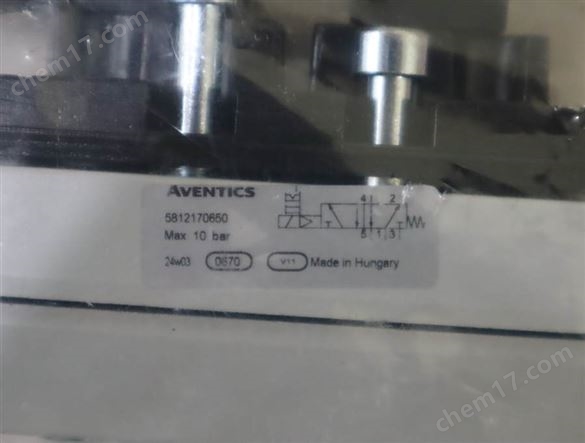 chem17.com
AVENTICS
5812170650
4 2
Max 10 bar
5 1 3
24w03 0670 V11 Made in Hungary
chem17.com